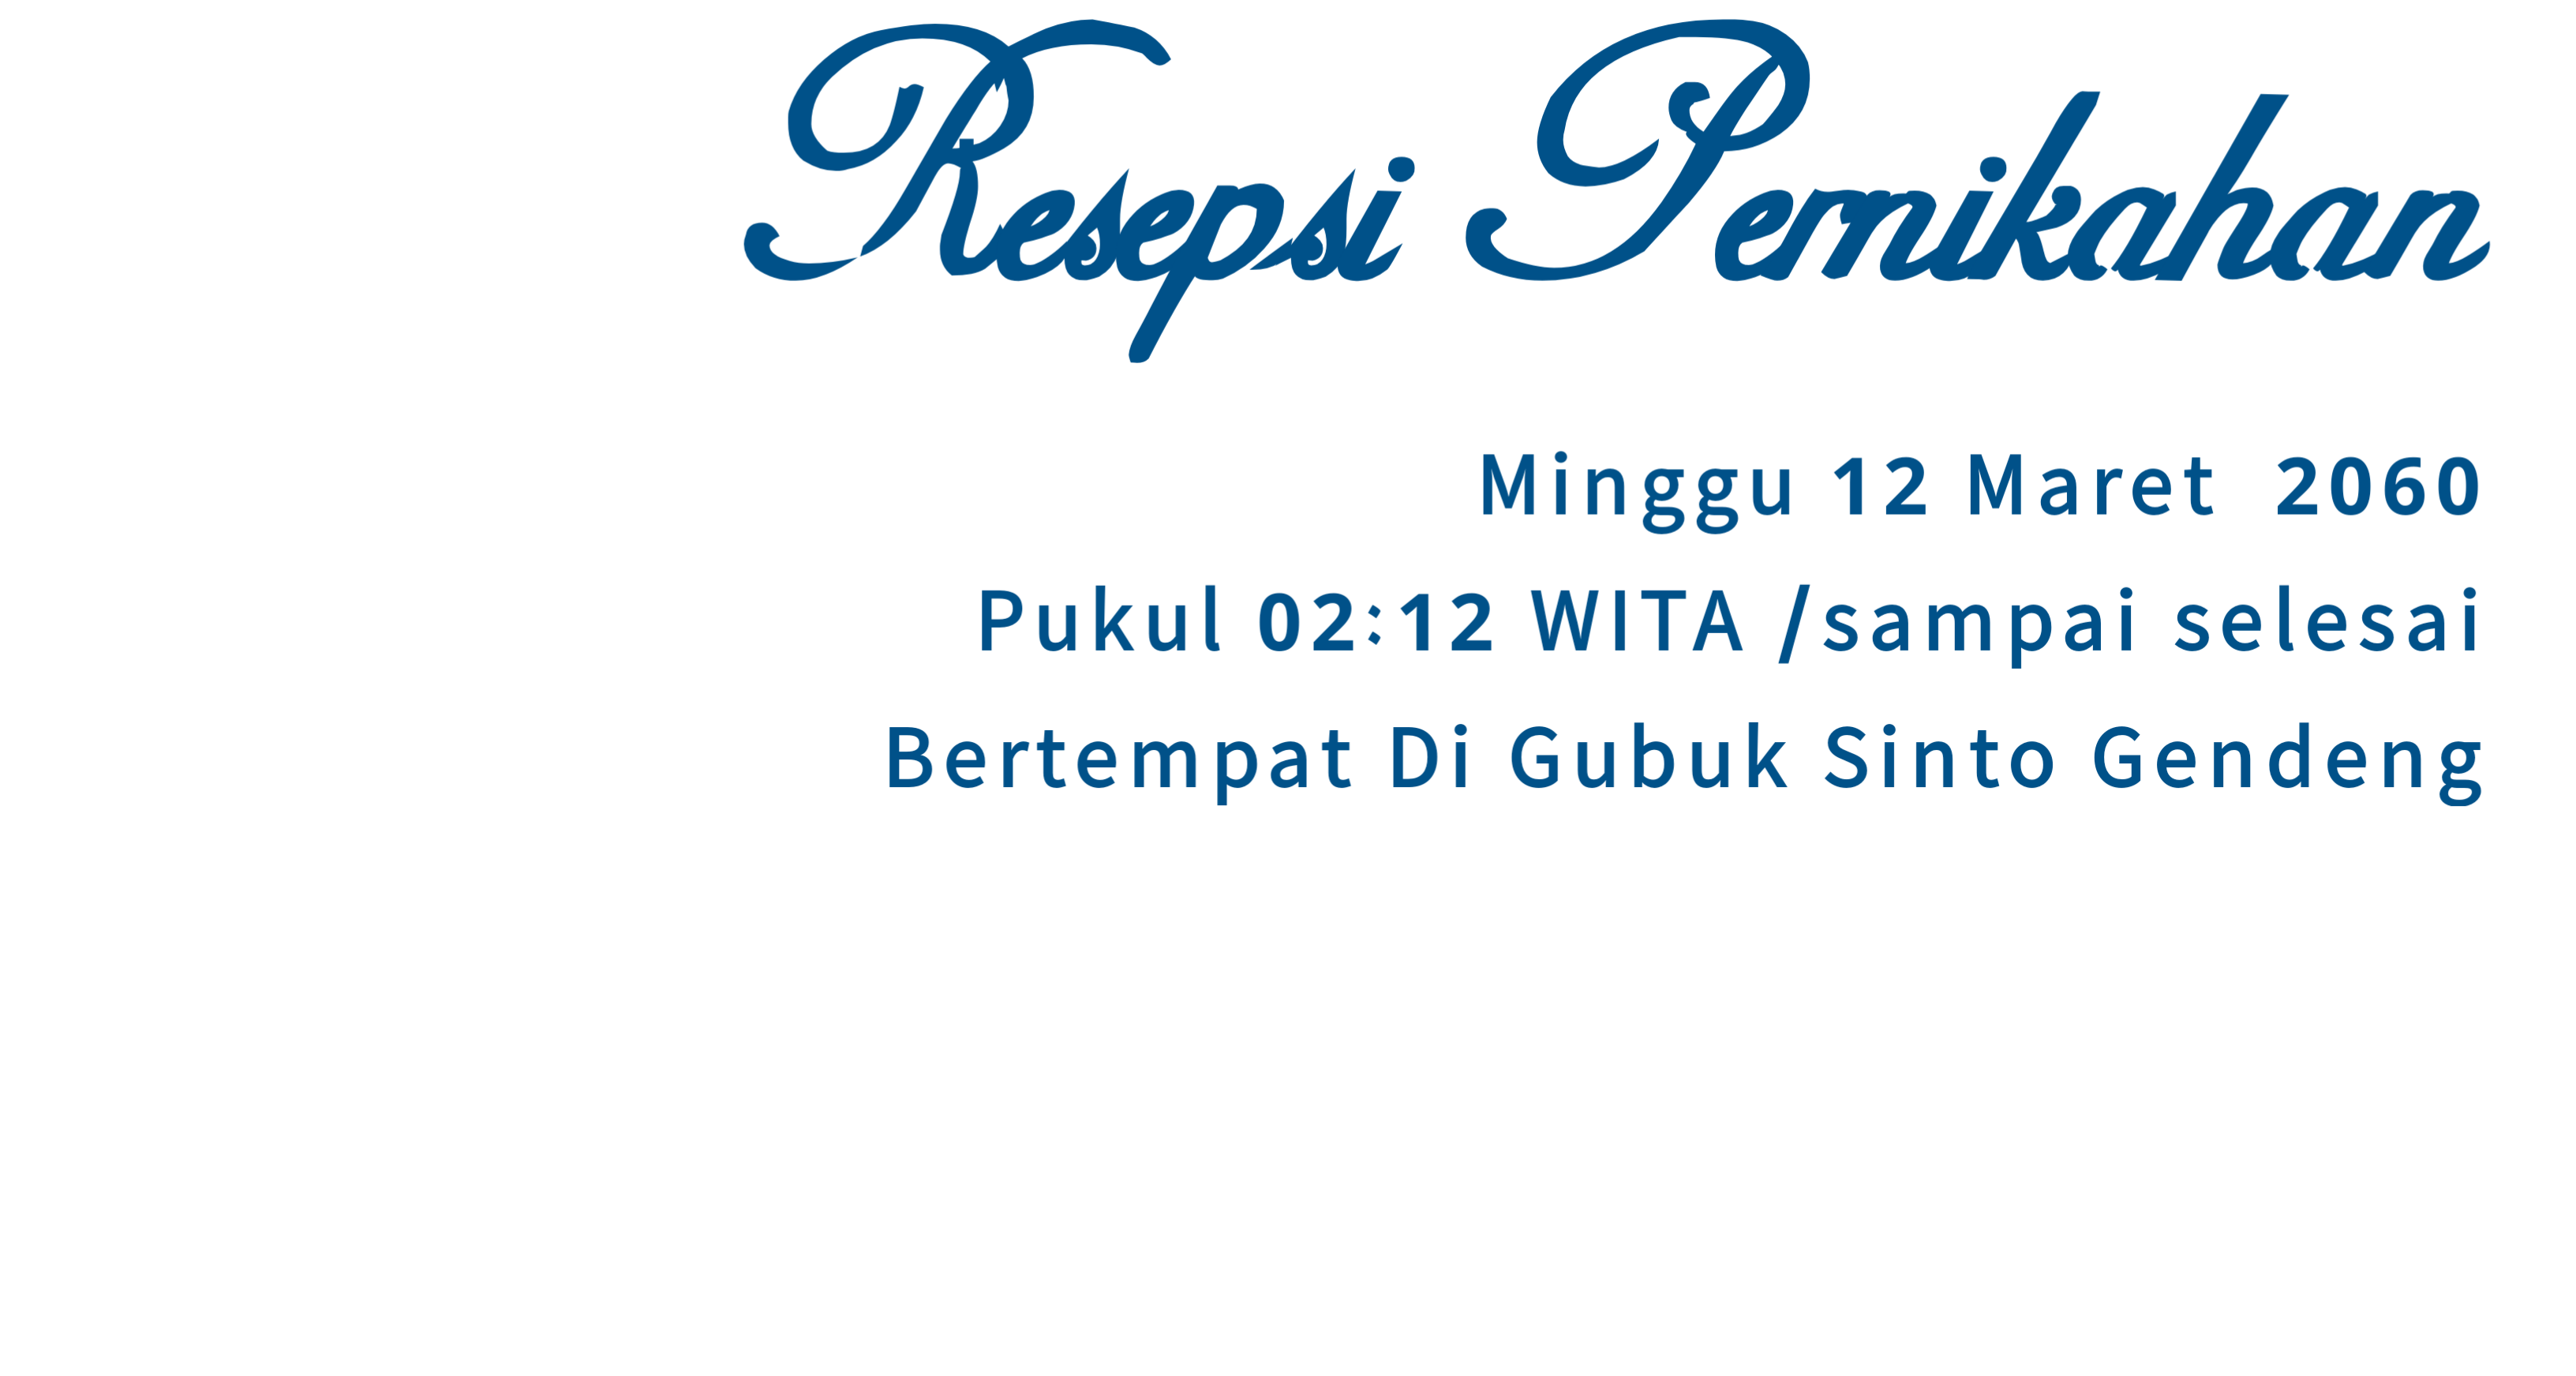 Resepsi Pernikahan
Minggu 12 Maret 2060
Pukul 02:12 WITA /sampai selesai
Bertempat Di Gubuk Sinto Gendeng